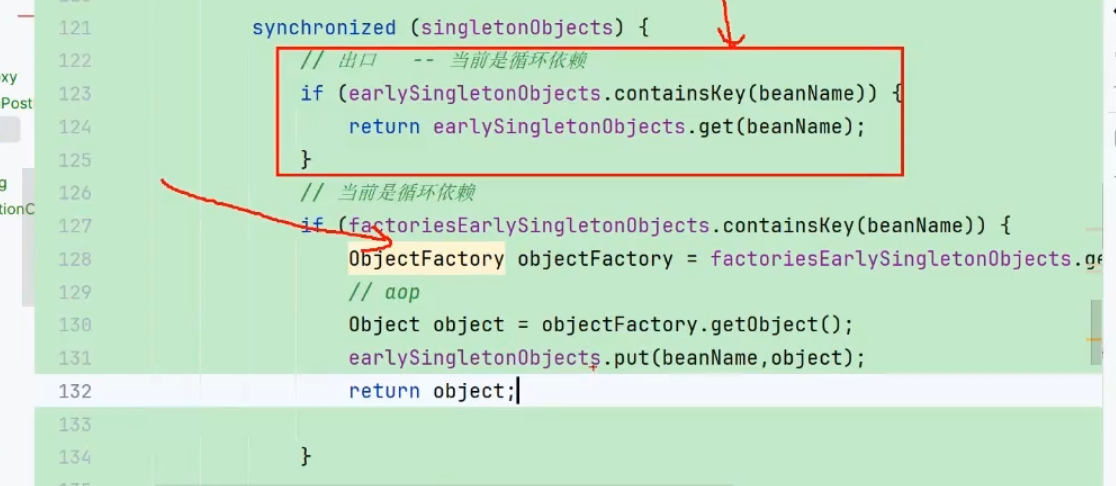 121 synchronized (singletonObjects) {
122 // 出口 -- 当前是循环依赖
123 if (earlySingletonObjects.containsKey(beanName)) {
124 return earlySingletonObjects.get(beanName);
125 }
126 // 当前是循环依赖
127 if (factoriesEarlySingletonObjects.containsKey(beanName)) {
128 ObjectFactory objectFactory = factoriesEarlySingletonObjects.ge
129 // aop
130 Object object = objectFactory.getObject();
131 earlySingletonObjects.put(beanName,object);
132 return object;
133
134 }
xy
Post
g
tionC